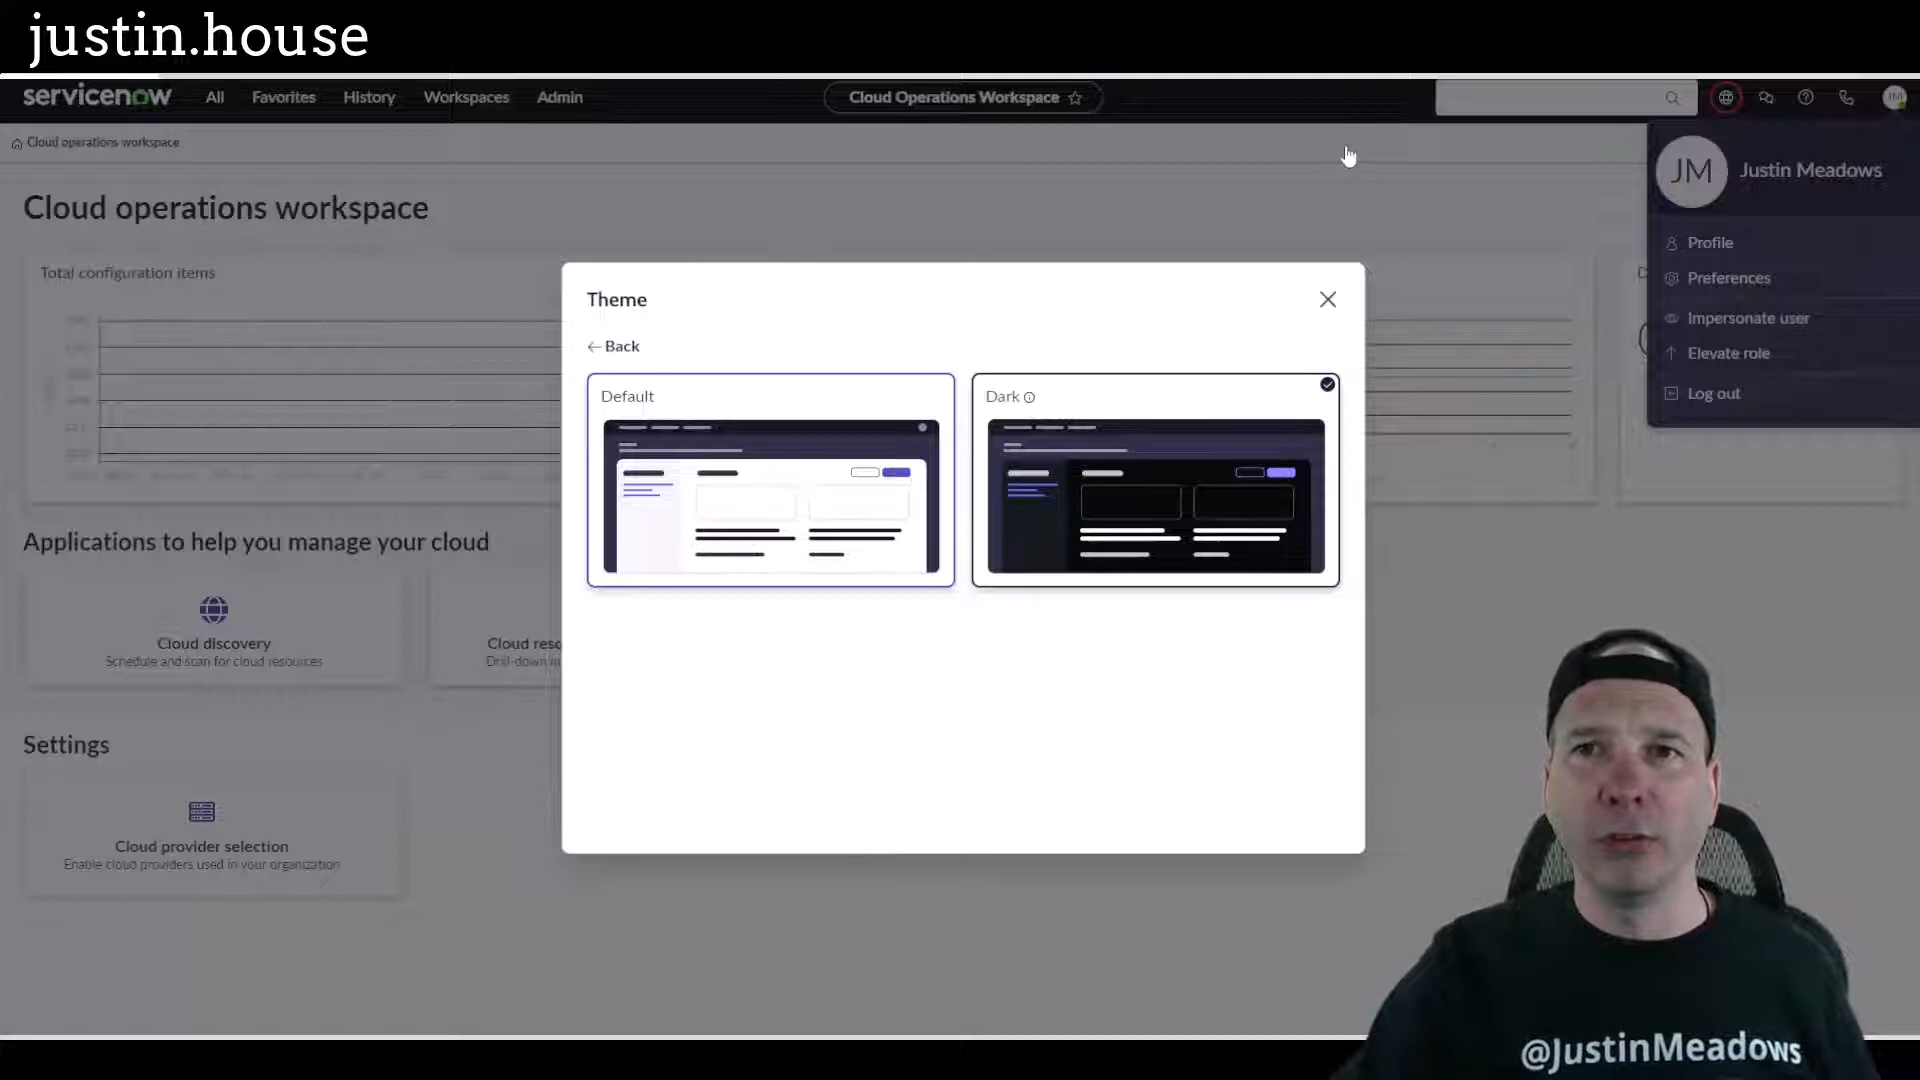 justin.house
servicenow All Favorites History Workspaces Admin Cloud Operations Workspace JM
Cloud operations workspace
JM Justin Meadows
Profile
Preferences
Impersonate user
Elevate role
Log out
Cloud operations workspace
Total configuration items
Theme
Back
Default
Dark
Applications to help you manage your cloud
Cloud discovery
Schedule and scan for cloud resources
Settings
Cloud provider selection
Enable cloud providers used in your organization
@JustinMeadows